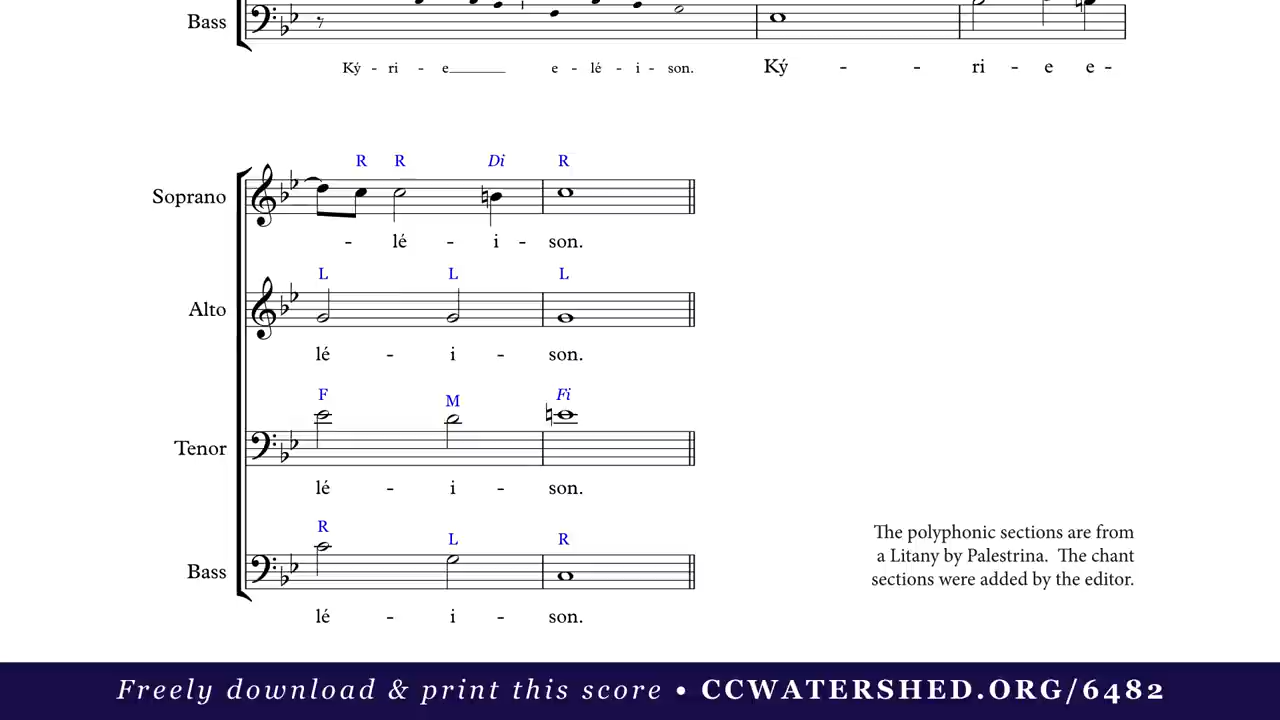 Bass
Ký - ri - e e - lé - i - son. Ký - - ri - e e -
R R Di R
Soprano
- lé - i - son.
L L L
Alto
lé - i - son.
F M Fi
Tenor
lé - i - son.
R L R
Bass
lé - i - son.
The polyphonic sections are from
a Litany by Palestrina. The chant
sections were added by the editor.
Freely download & print this score • CCWATERSHED.ORG/6482